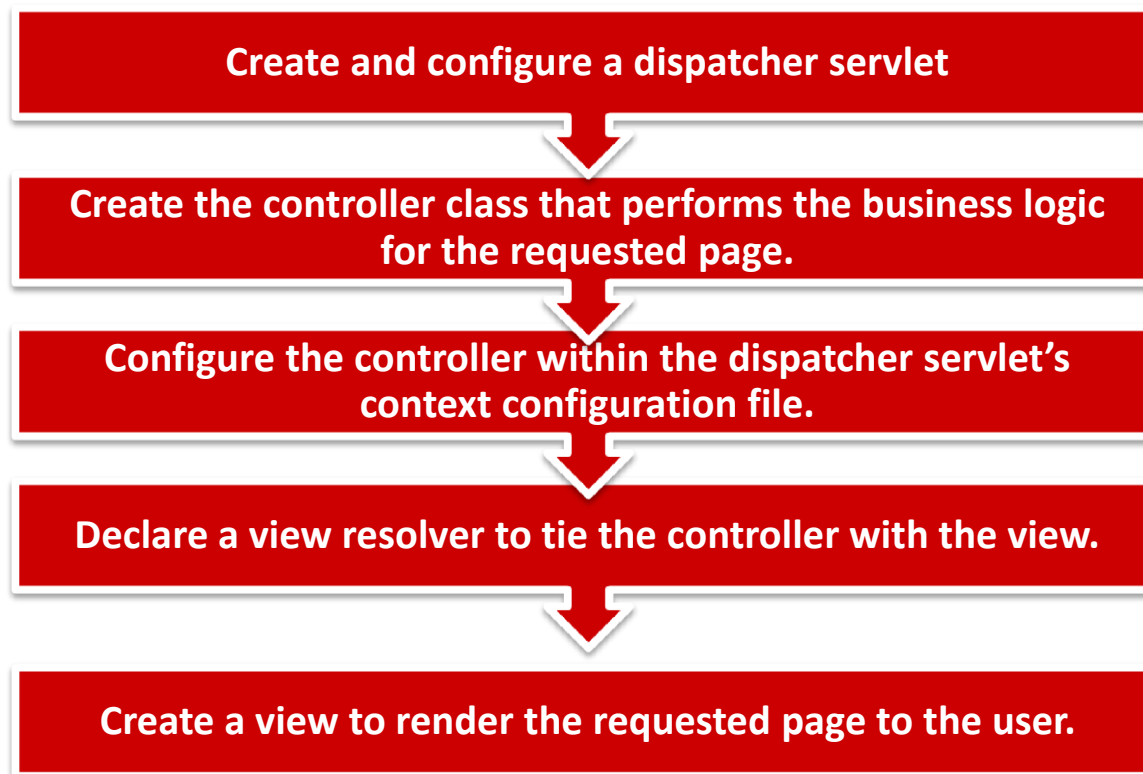 Create and configure a dispatcher servlet
Create the controller class that performs the business logic
for the requested page.
Configure the controller within the dispatcher servlet’s
context configuration file.
Declare a view resolver to tie the controller with the view.
Create a view to render the requested page to the user.